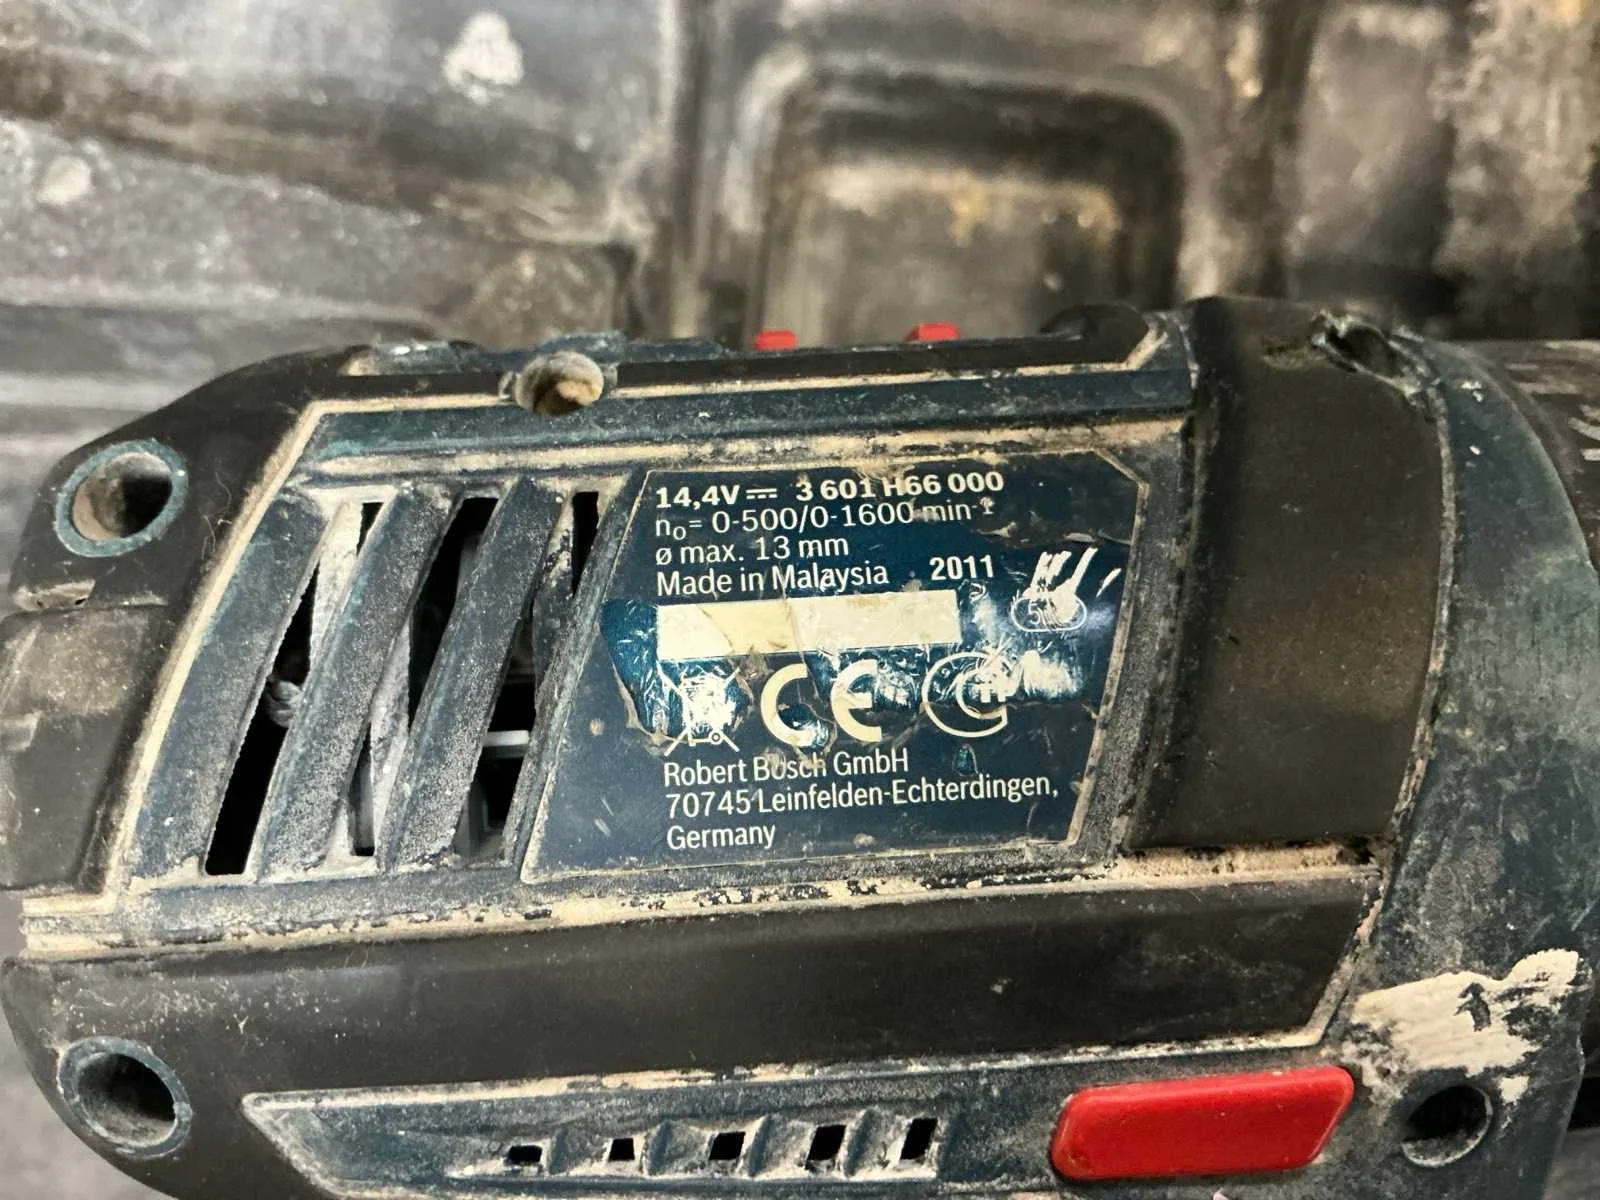 14,4V⎓ 3 601 H66 000
n₀= 0-500/0-1600 min⁻¹
ø max. 13 mm
Made in Malaysia 2011
CE
Robert Bosch GmbH
70745 Leinfelden-Echterdingen,
Germany